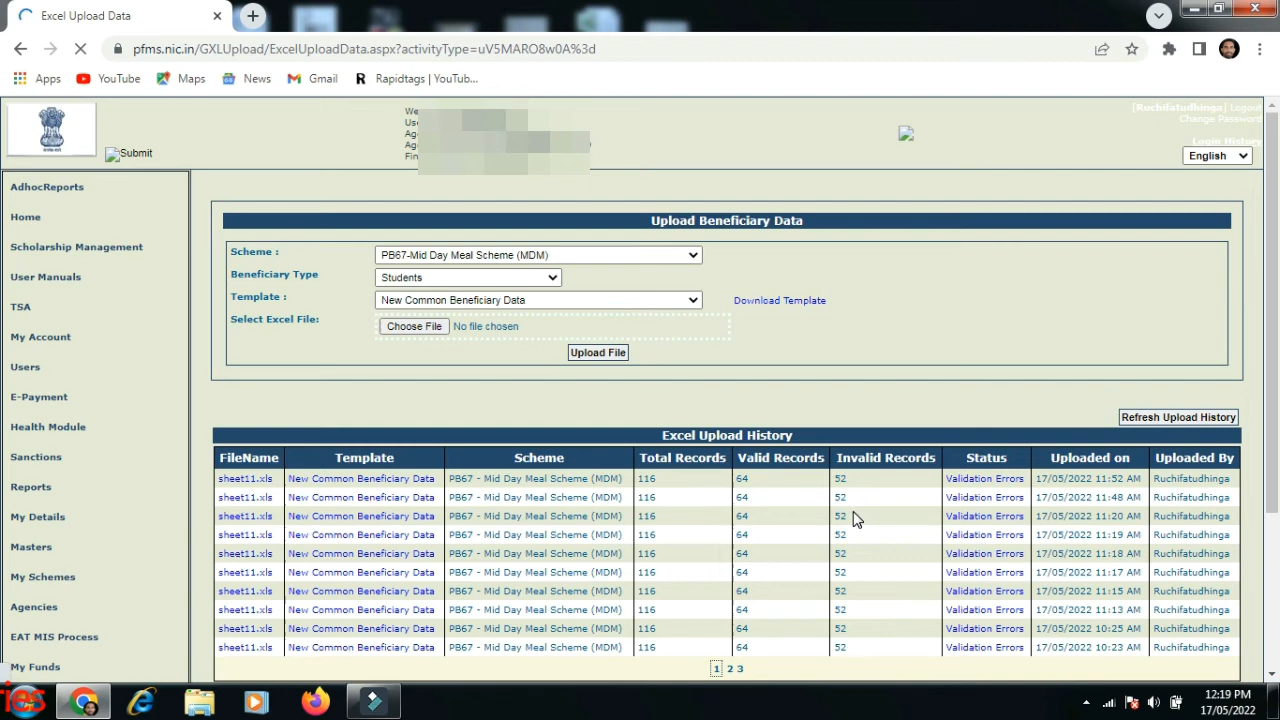 Excel Upload Data
pfms.nic.in/GXLUpload/ExcelUploadData.aspx?activityType=uV5MARO8w0A%3d
Apps YouTube Maps News Gmail Rapidtags | YouTub...
Submit
We
Use
Age
Age
Fin
[Ruchifatudhinga] Logout
Change Password
Login History
English
AdhocReports
Home
Scholarship Management
User Manuals
TSA
My Account
Users
E-Payment
Health Module
Sanctions
Reports
My Details
Masters
My Schemes
Agencies
EAT MIS Process
My Funds
Upload Beneficiary Data
Scheme : PB67-Mid Day Meal Scheme (MDM)
Beneficiary Type Students
Template : New Common Beneficiary Data Download Template
Select Excel File: Choose File No file chosen
Upload File
Refresh Upload History
Excel Upload History
FileName Template Scheme Total Records Valid Records Invalid Records Status Uploaded on Uploaded By
sheet11.xls New Common Beneficiary Data PB67 - Mid Day Meal Scheme (MDM) 116 64 52 Validation Errors 17/05/2022 11:52 AM Ruchifatudhinga
sheet11.xls New Common Beneficiary Data PB67 - Mid Day Meal Scheme (MDM) 116 64 52 Validation Errors 17/05/2022 11:48 AM Ruchifatudhinga
sheet11.xls New Common Beneficiary Data PB67 - Mid Day Meal Scheme (MDM) 116 64 52 Validation Errors 17/05/2022 11:20 AM Ruchifatudhinga
sheet11.xls New Common Beneficiary Data PB67 - Mid Day Meal Scheme (MDM) 116 64 52 Validation Errors 17/05/2022 11:19 AM Ruchifatudhinga
sheet11.xls New Common Beneficiary Data PB67 - Mid Day Meal Scheme (MDM) 116 64 52 Validation Errors 17/05/2022 11:18 AM Ruchifatudhinga
sheet11.xls New Common Beneficiary Data PB67 - Mid Day Meal Scheme (MDM) 116 64 52 Validation Errors 17/05/2022 11:17 AM Ruchifatudhinga
sheet11.xls New Common Beneficiary Data PB67 - Mid Day Meal Scheme (MDM) 116 64 52 Validation Errors 17/05/2022 11:15 AM Ruchifatudhinga
sheet11.xls New Common Beneficiary Data PB67 - Mid Day Meal Scheme (MDM) 116 64 52 Validation Errors 17/05/2022 11:13 AM Ruchifatudhinga
sheet11.xls New Common Beneficiary Data PB67 - Mid Day Meal Scheme (MDM) 116 64 52 Validation Errors 17/05/2022 10:25 AM Ruchifatudhinga
sheet11.xls New Common Beneficiary Data PB67 - Mid Day Meal Scheme (MDM) 116 64 52 Validation Errors 17/05/2022 10:23 AM Ruchifatudhinga
1 2 3
ies
12:19 PM
17/05/2022